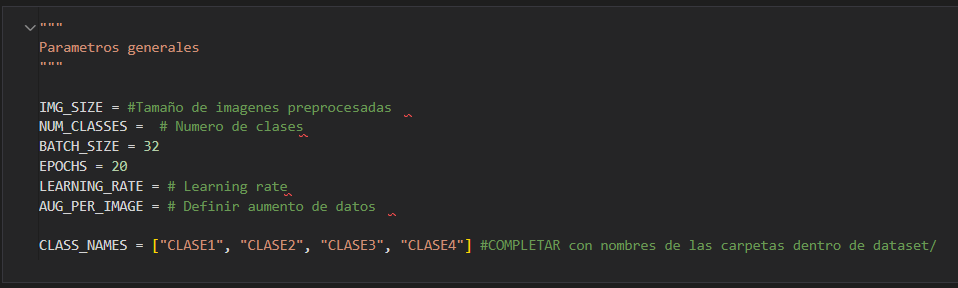 """
Parametros generales
"""
IMG_SIZE = #Tamaño de imagenes preprocesadas
NUM_CLASSES =  # Numero de clases
BATCH_SIZE = 32
EPOCHS = 20
LEARNING_RATE = # Learning rate
AUG_PER_IMAGE = # Definir aumento de datos
CLASS_NAMES = ["CLASE1", "CLASE2", "CLASE3", "CLASE4"] #COMPLETAR con nombres de las carpetas dentro de dataset/